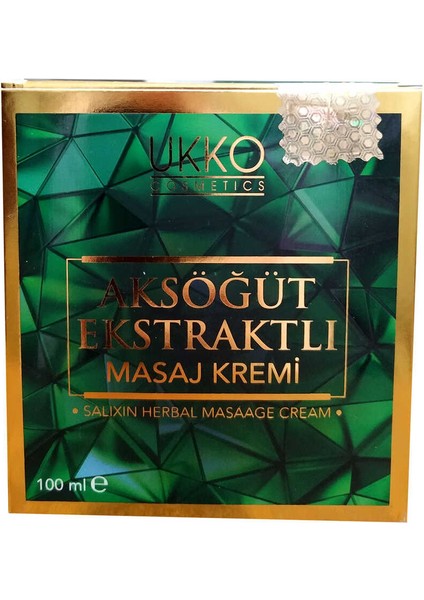 UKKO
COSMETICS
AKSÖĞÜT
EKSTRAKTLI
MASAJ KREMİ
• SALIXIN HERBAL MASAAGE CREAM •
100 ml ℮